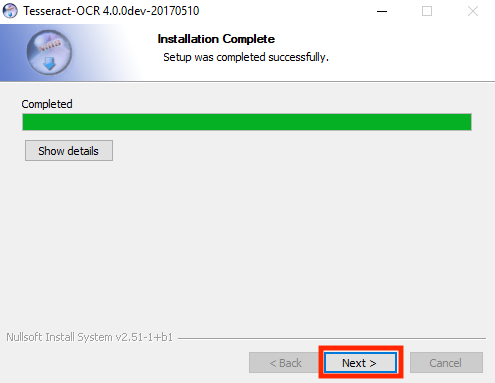 Tesseract-OCR 4.0.0dev-20170510
Installation Complete
Setup was completed successfully.
Completed
Show details
Nullsoft Install System v2.51-1+b1
< Back Next > Cancel